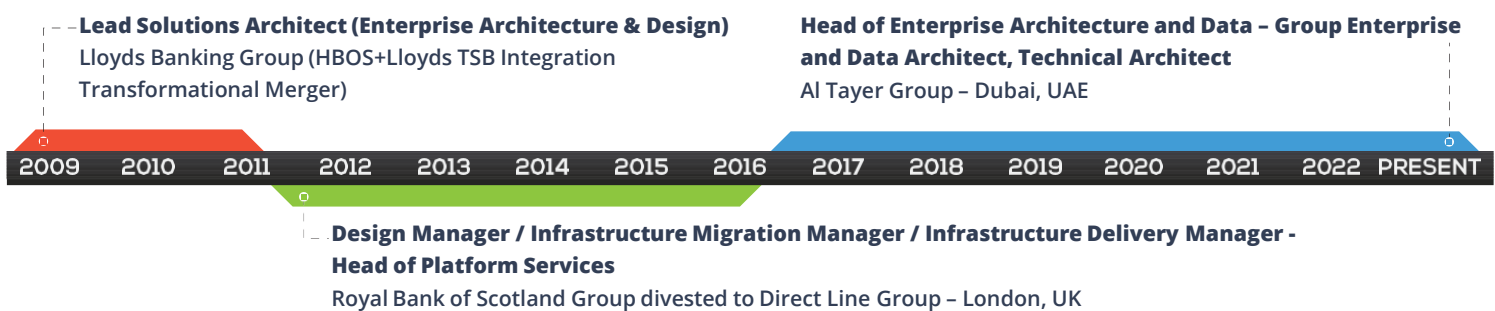 Lead Solutions Architect (Enterprise Architecture & Design)
Lloyds Banking Group (HBOS+Lloyds TSB Integration
Transformational Merger)
Head of Enterprise Architecture and Data – Group Enterprise
and Data Architect, Technical Architect
Al Tayer Group – Dubai, UAE
2009 2010 2011 2012 2013 2014 2015 2016 2017 2018 2019 2020 2021 2022 PRESENT
Design Manager / Infrastructure Migration Manager / Infrastructure Delivery Manager -
Head of Platform Services
Royal Bank of Scotland Group divested to Direct Line Group – London, UK